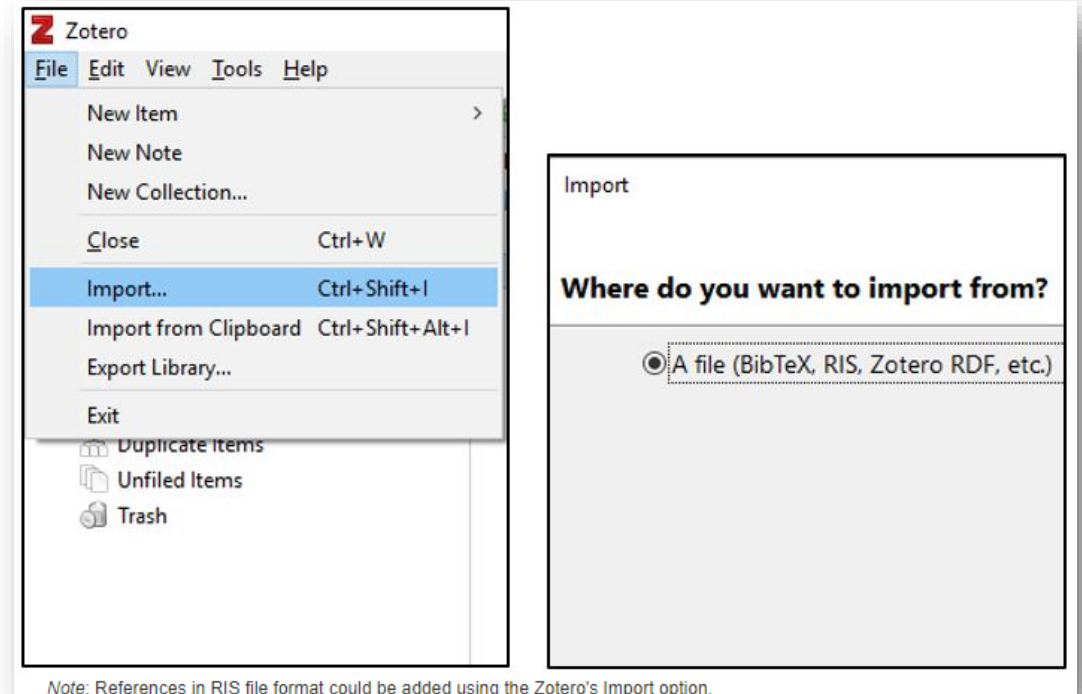 Zotero
File Edit View Tools Help
New Item >
New Note
New Collection...
Close Ctrl+W
Import... Ctrl+Shift+I
Import from Clipboard Ctrl+Shift+Alt+I
Export Library...
Exit
Duplicate Items
Unfiled Items
Trash
Import
Where do you want to import from?
A file (BibTeX, RIS, Zotero RDF, etc.)
Note: References in RIS file format could be added using the Zotero's Import option.